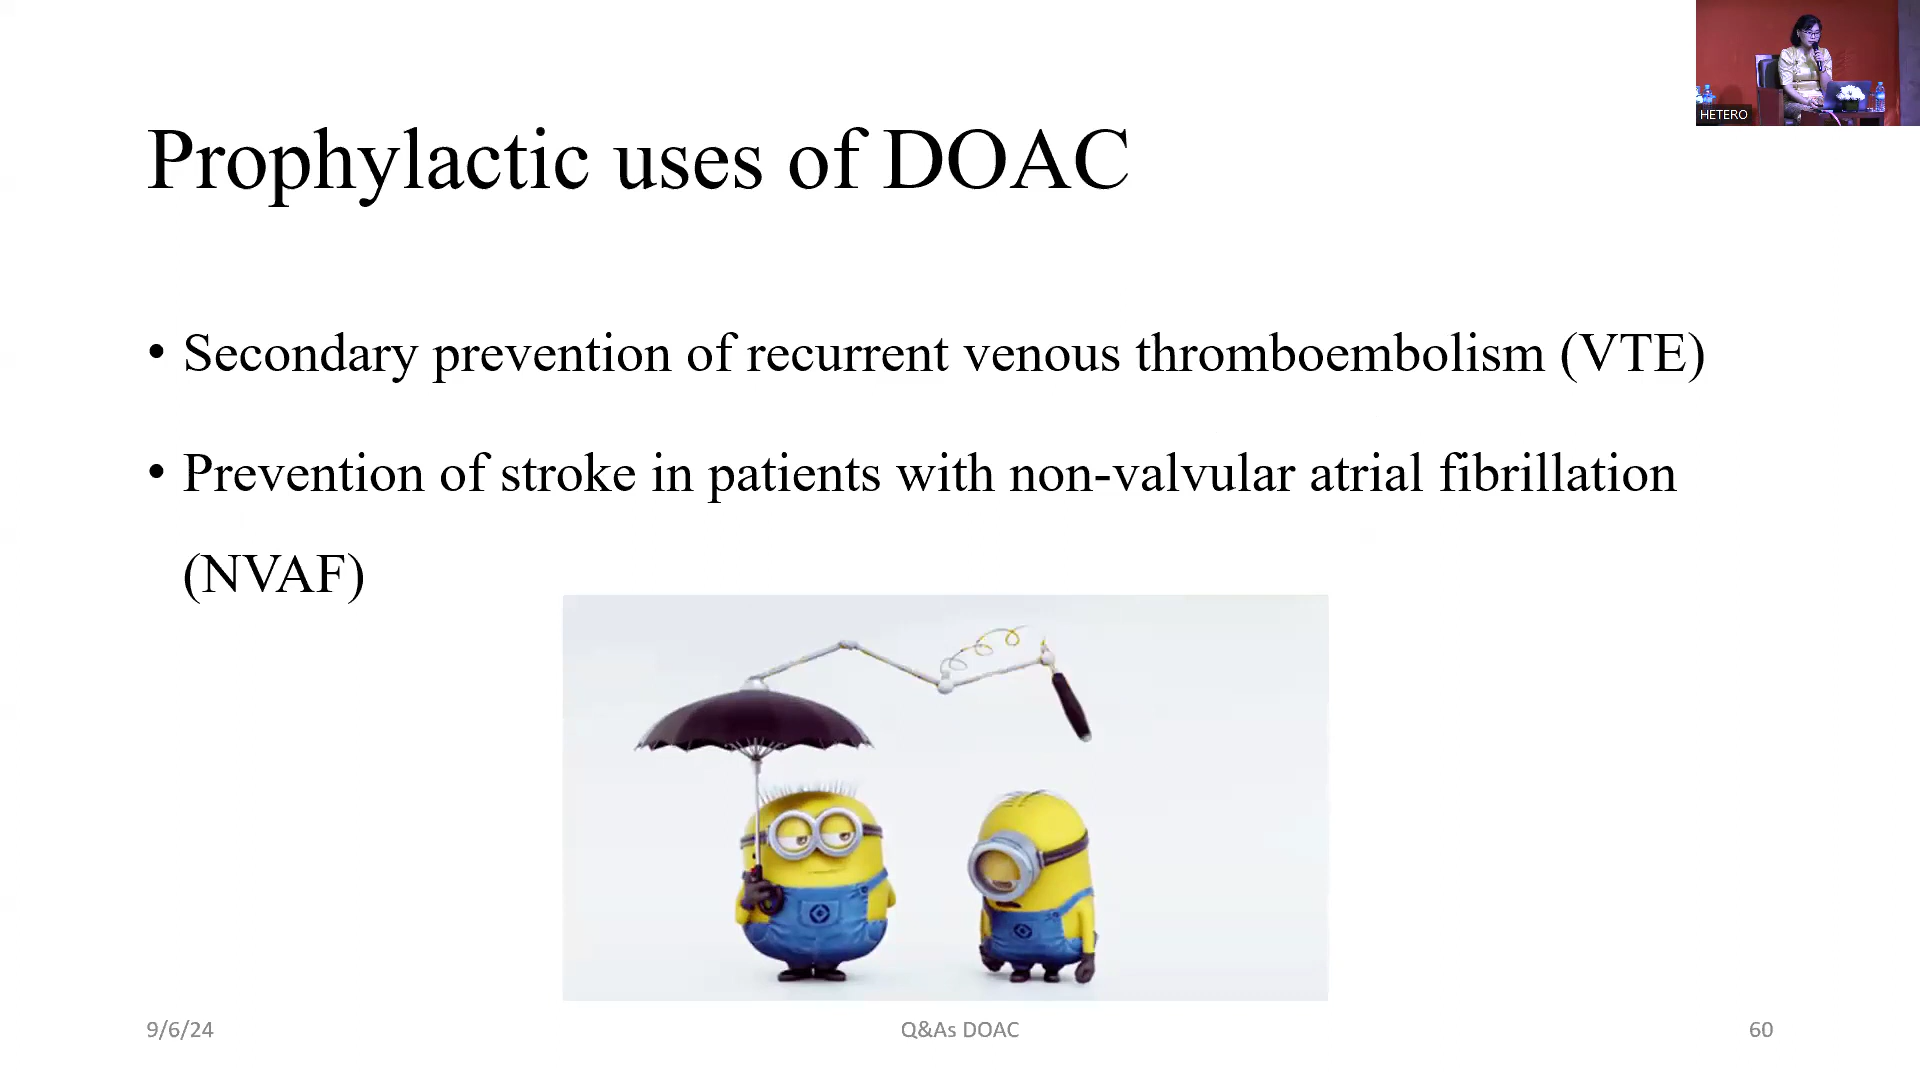 HETERO
Prophylactic uses of DOAC
• Secondary prevention of recurrent venous thromboembolism (VTE)
• Prevention of stroke in patients with non-valvular atrial fibrillation
(NVAF)
9/6/24
Q&As DOAC
60